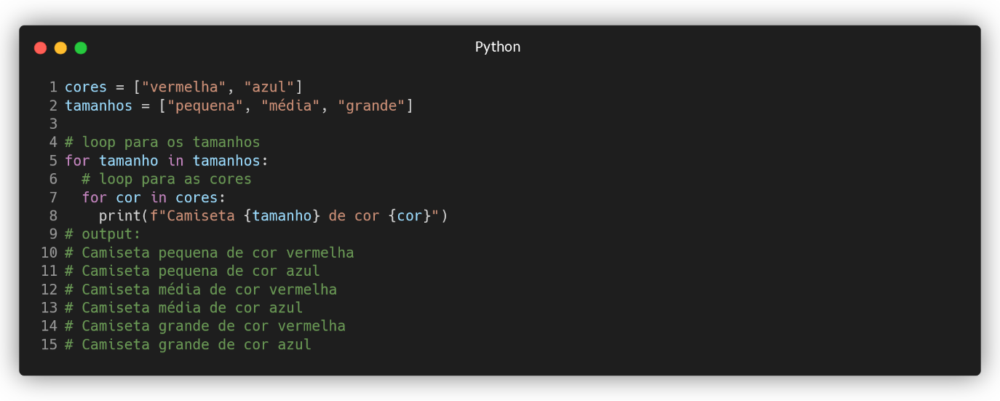 Python
1 cores = ["vermelha", "azul"]
2 tamanhos = ["pequena", "média", "grande"]
3
4 # loop para os tamanhos
5 for tamanho in tamanhos:
6   # loop para as cores
7   for cor in cores:
8     print(f"Camiseta {tamanho} de cor {cor}")
9 # output:
10 # Camiseta pequena de cor vermelha
11 # Camiseta pequena de cor azul
12 # Camiseta média de cor vermelha
13 # Camiseta média de cor azul
14 # Camiseta grande de cor vermelha
15 # Camiseta grande de cor azul